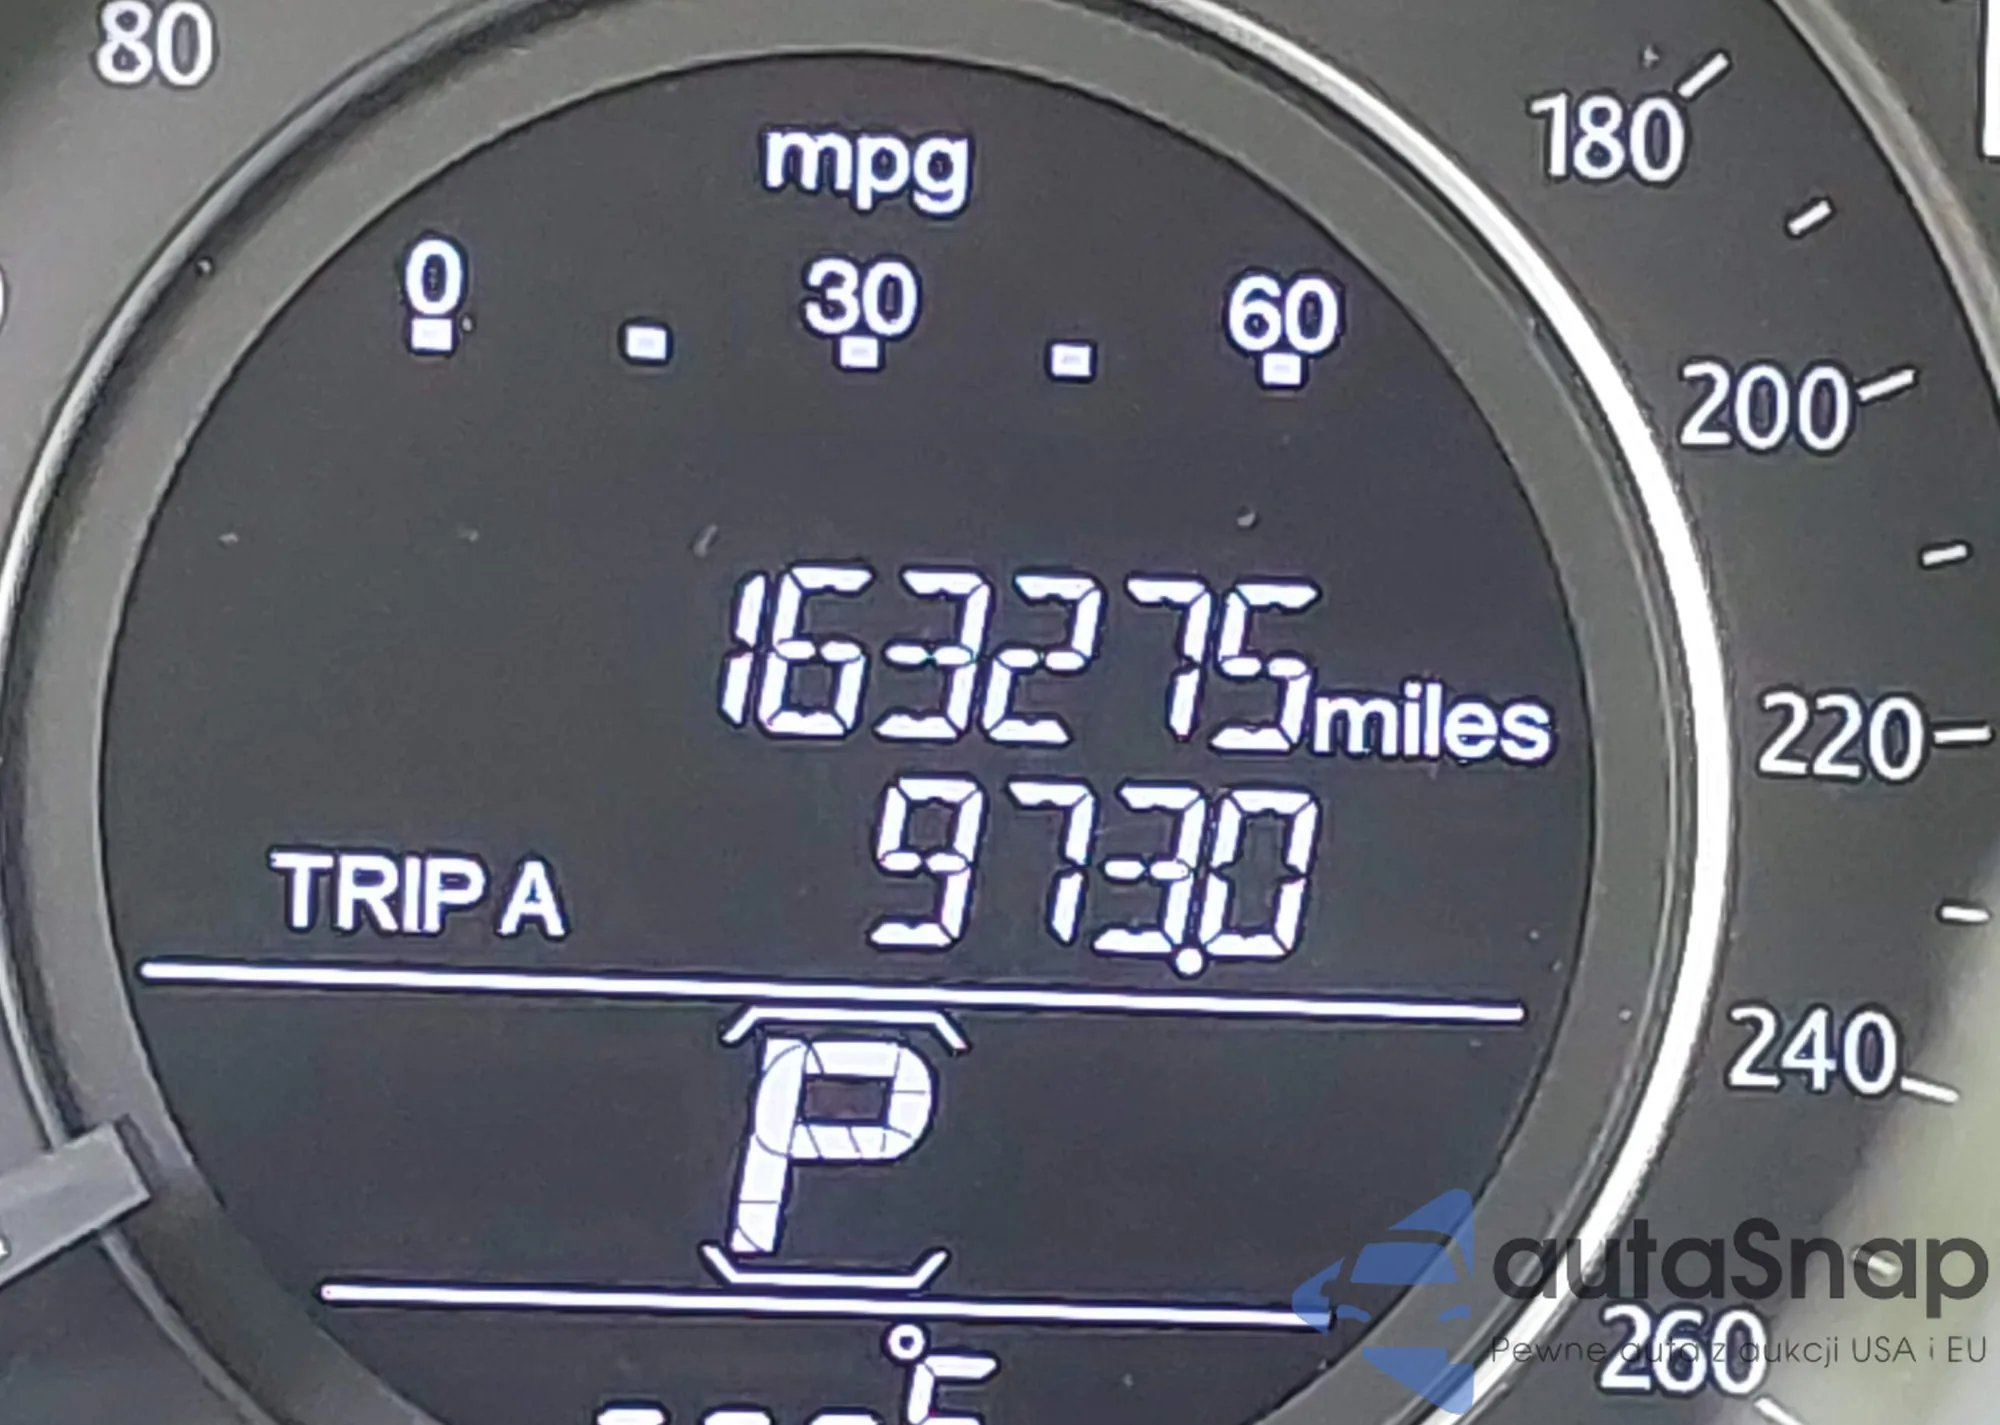 80
mpg
0 30 60
180
200
163275 miles
220
TRIP A 973.0
240
P
260
°F
autaSnap
Pewne auta z aukcji USA i EU